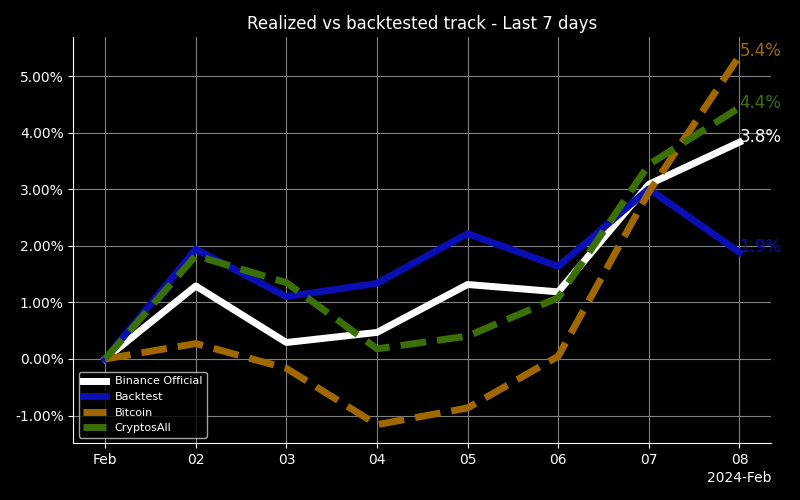 Realized vs backtested track - Last 7 days
5.4%
5.00%
4.4%
4.00%
3.8%
3.00%
2.00%
1.9%
1.00%
0.00%
-1.00%
Binance Official
Backtest
Bitcoin
CryptosAll
Feb 02 03 04 05 06 07 08
2024-Feb